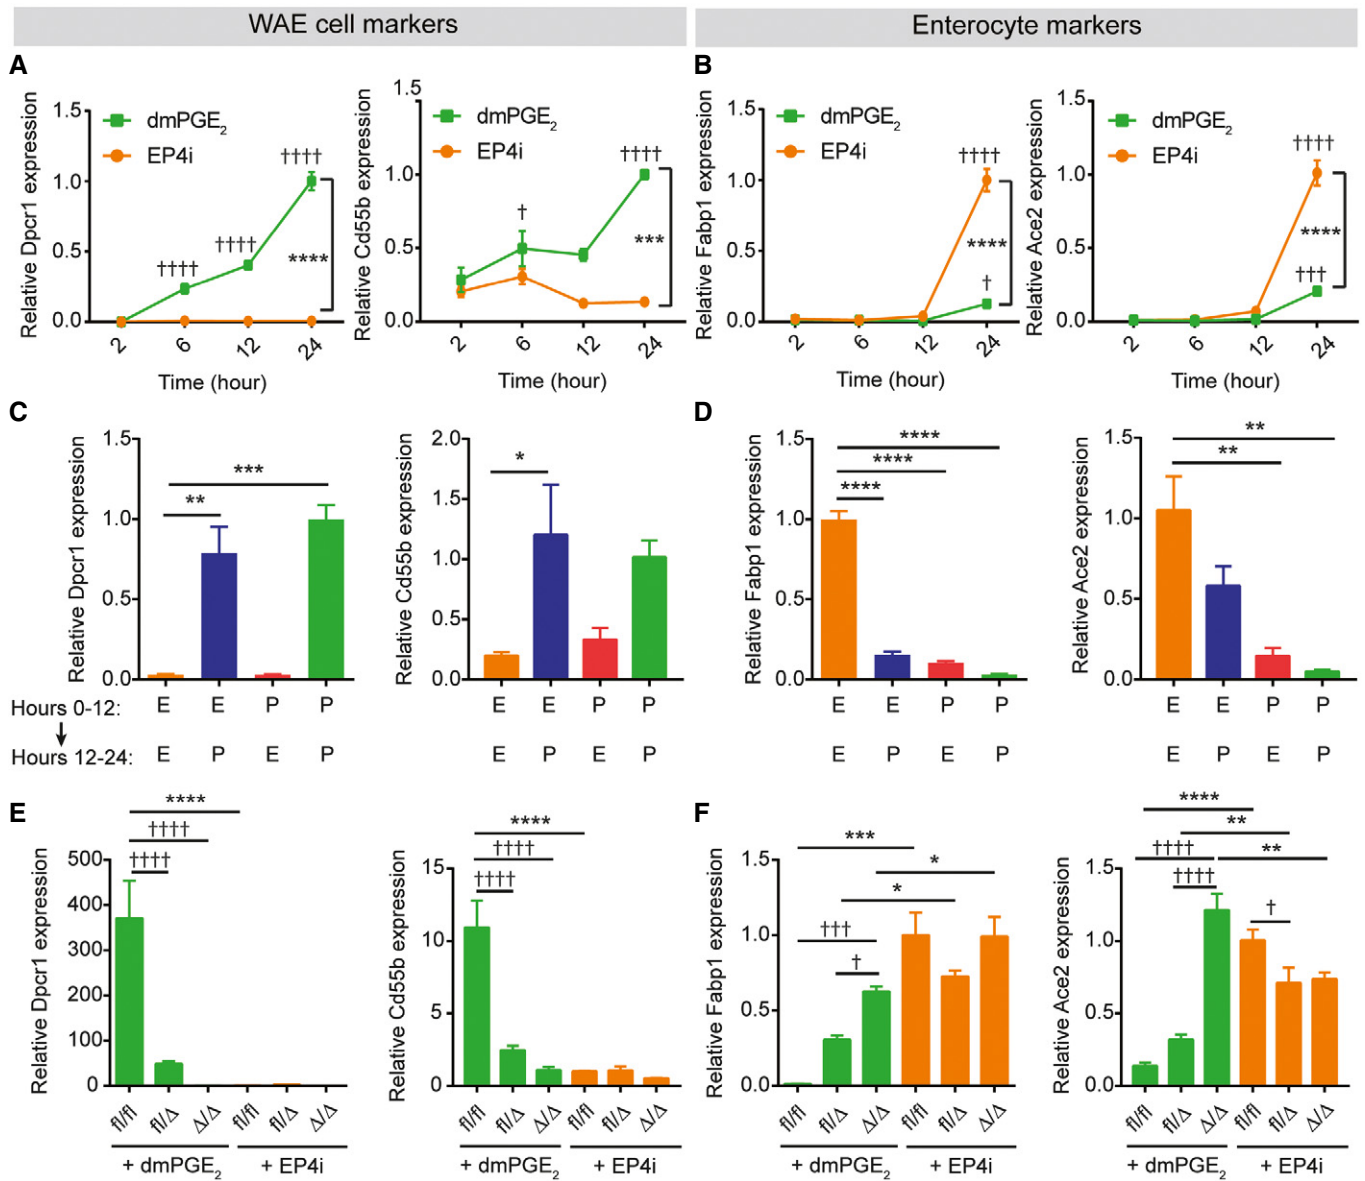 WAE cell markers
Enterocyte markers
A
Relative Dpcr1 expression
1.5
1.0
0.5
0.0
dmPGE2
EP4i
††††
††††
††††
****
2 6 12 24
Time (hour)
Relative Cd55b expression
1.5
1.0
0.5
0.0
dmPGE2
EP4i
†
††††
***
2 6 12 24
Time (hour)
B
Relative Fabp1 expression
1.5
1.0
0.5
0.0
dmPGE2
EP4i
††††
****
†
2 6 12 24
Time (hour)
Relative Ace2 expression
1.5
1.0
0.5
0.0
dmPGE2
EP4i
††††
****
†††
2 6 12 24
Time (hour)
C
Relative Dpcr1 expression
1.5
1.0
0.5
0.0
***
**
Hours 0-12: E E P P
Hours 12-24: E P E P
Relative Cd55b expression
2.0
1.5
1.0
0.5
0.0
*
E E P P
E P E P
D
Relative Fabp1 expression
1.5
1.0
0.5
0.0
****
****
****
E E P P
E P E P
Relative Ace2 expression
1.5
1.0
0.5
0.0
**
**
E E P P
E P E P
E
Relative Dpcr1 expression
500
400
300
200
100
0
****
††††
††††
fl/fl fl/Δ Δ/Δ fl/fl fl/Δ Δ/Δ
+ dmPGE2 + EP4i
Relative Cd55b expression
15
10
5
0
****
††††
††††
fl/fl fl/Δ Δ/Δ fl/fl fl/Δ Δ/Δ
+ dmPGE2 + EP4i
F
Relative Fabp1 expression
1.5
1.0
0.5
0.0
***
*
*
†††
†
fl/fl fl/Δ Δ/Δ fl/fl fl/Δ Δ/Δ
+ dmPGE2 + EP4i
Relative Ace2 expression
1.5
1.0
0.5
0.0
****
**
†††† **
††††
†
fl/fl fl/Δ Δ/Δ fl/fl fl/Δ Δ/Δ
+ dmPGE2 + EP4i